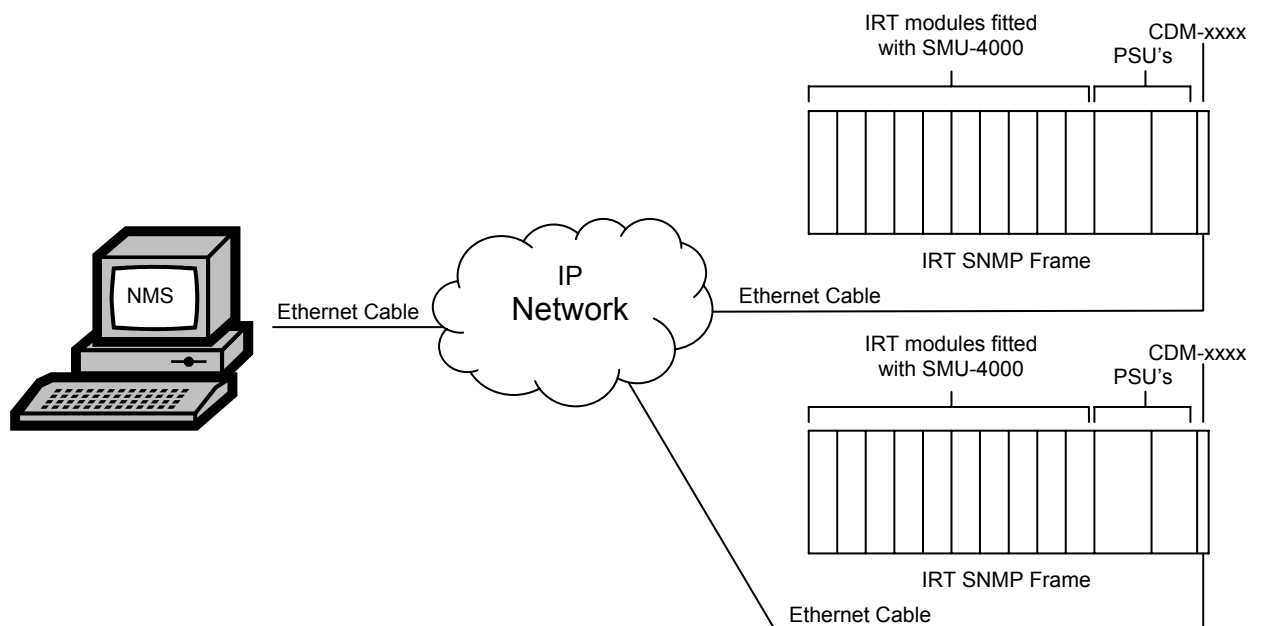 IRT modules fitted
with SMU-4000
CDM-xxxx
PSU's
IRT SNMP Frame
NMS
Ethernet Cable
IP
Network
Ethernet Cable
IRT modules fitted
with SMU-4000
CDM-xxxx
PSU's
IRT SNMP Frame
Ethernet Cable